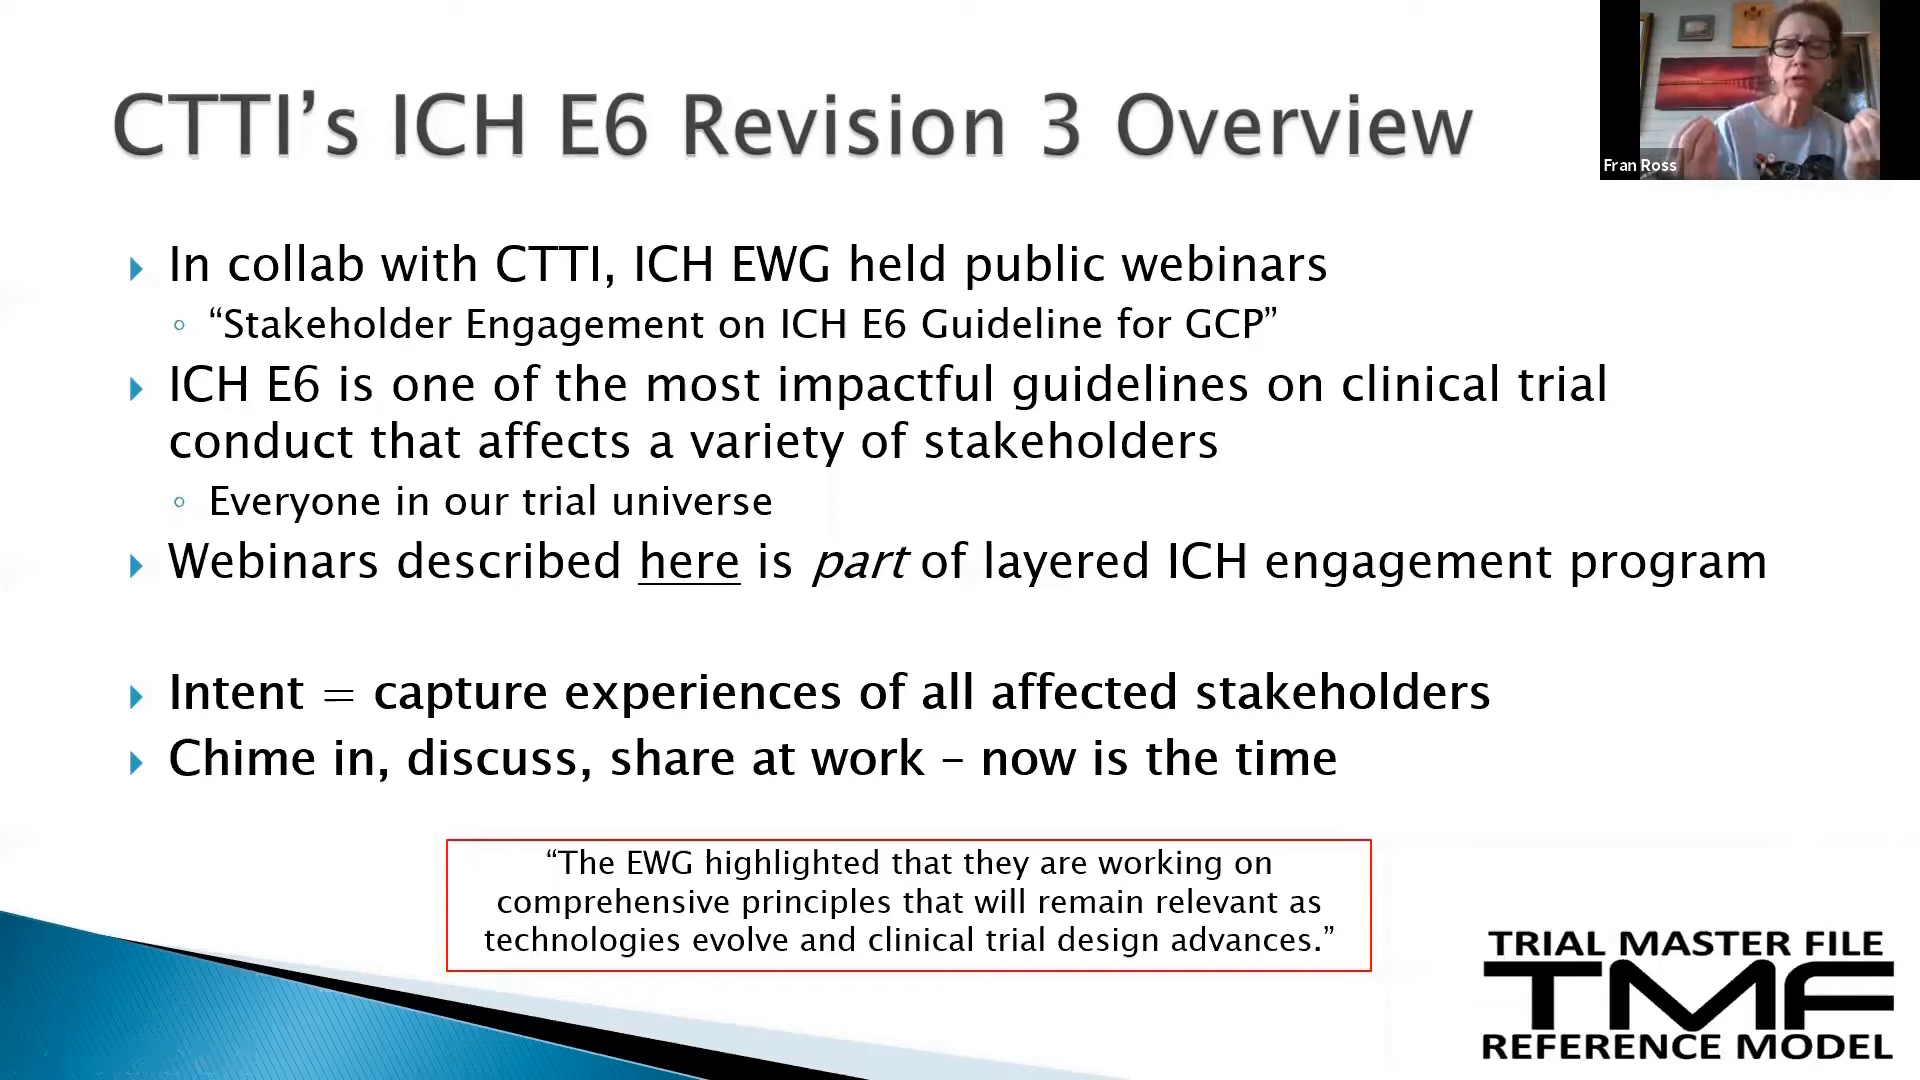 CTTI’s ICH E6 Revision 3 Overview
Fran Ross
In collab with CTTI, ICH EWG held public webinars
“Stakeholder Engagement on ICH E6 Guideline for GCP”
ICH E6 is one of the most impactful guidelines on clinical trial
conduct that affects a variety of stakeholders
Everyone in our trial universe
Webinars described here is part of layered ICH engagement program
Intent = capture experiences of all affected stakeholders
Chime in, discuss, share at work – now is the time
“The EWG highlighted that they are working on
comprehensive principles that will remain relevant as
technologies evolve and clinical trial design advances.”
TRIAL MASTER FILE
TMF
REFERENCE MODEL